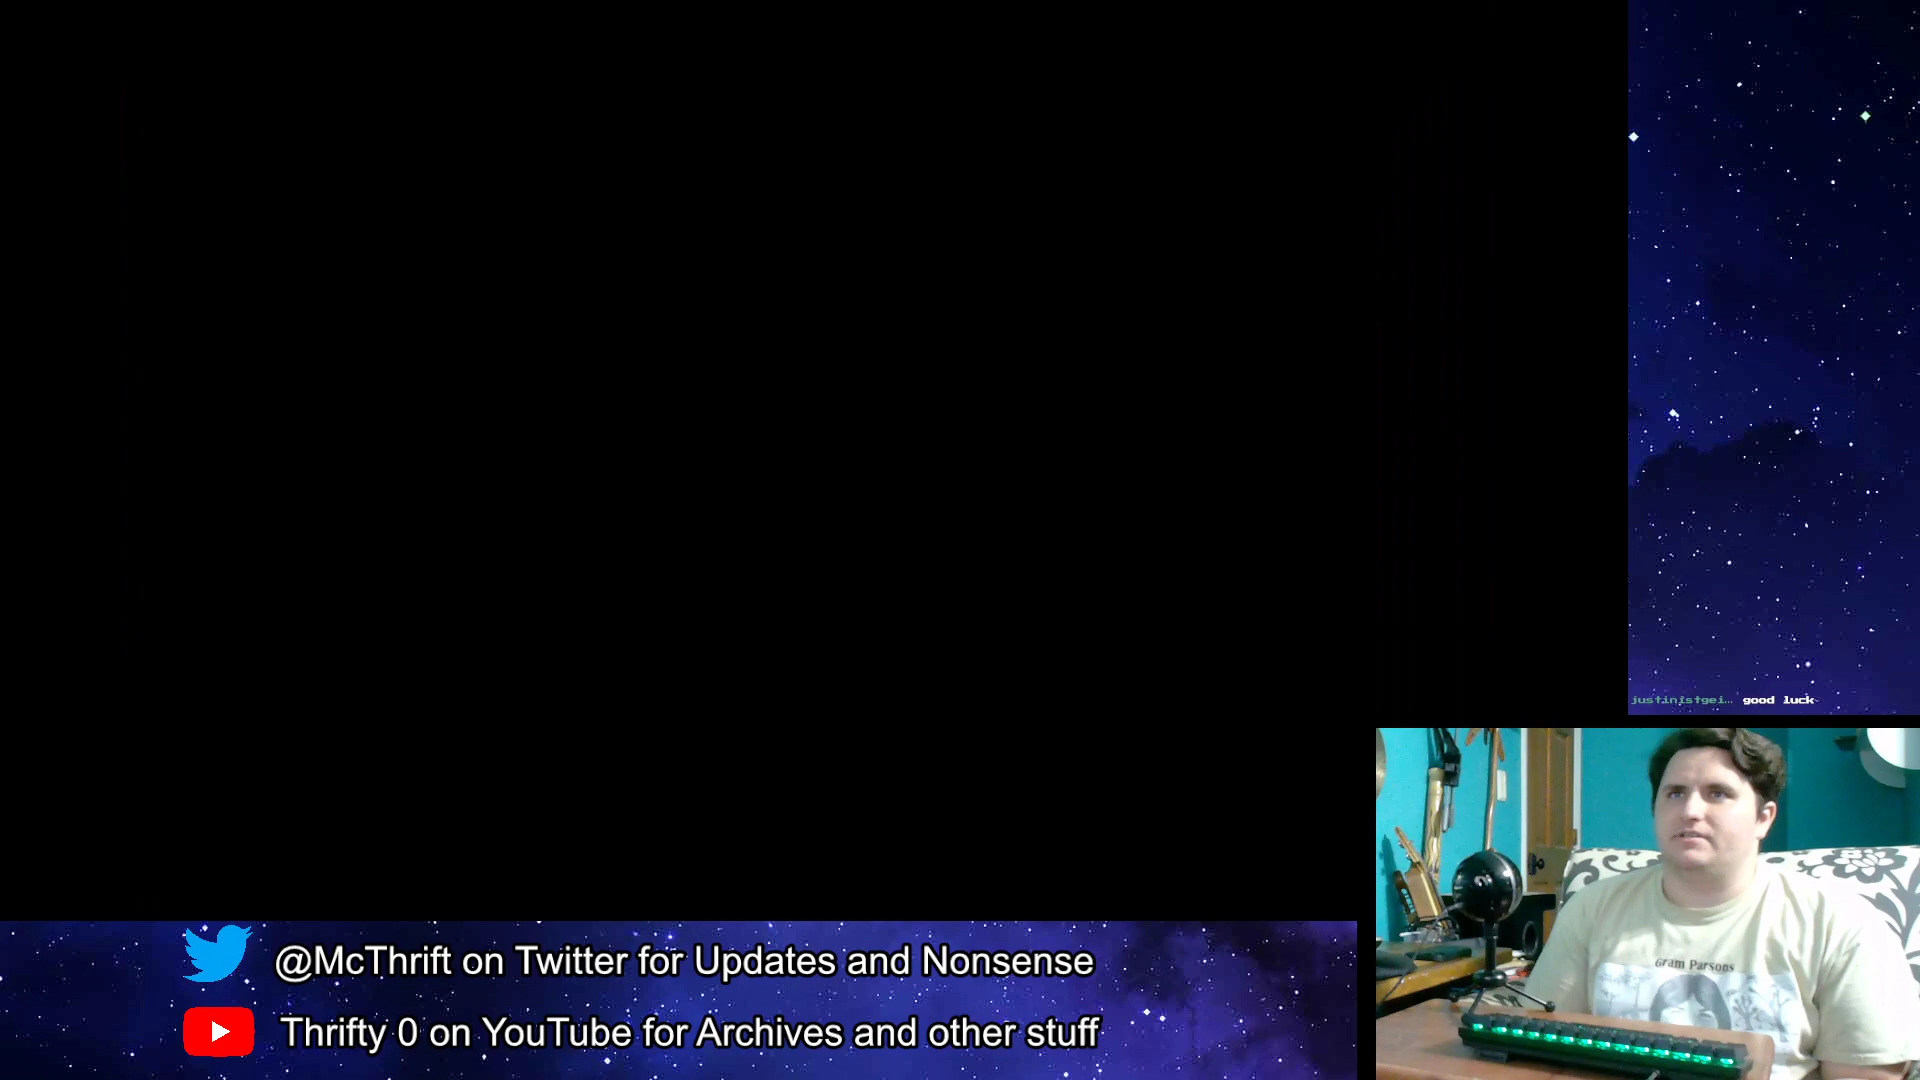 justinistgei… good luck
Gram Parsons
@McThrift on Twitter for Updates and Nonsense
Thrifty 0 on YouTube for Archives and other stuff